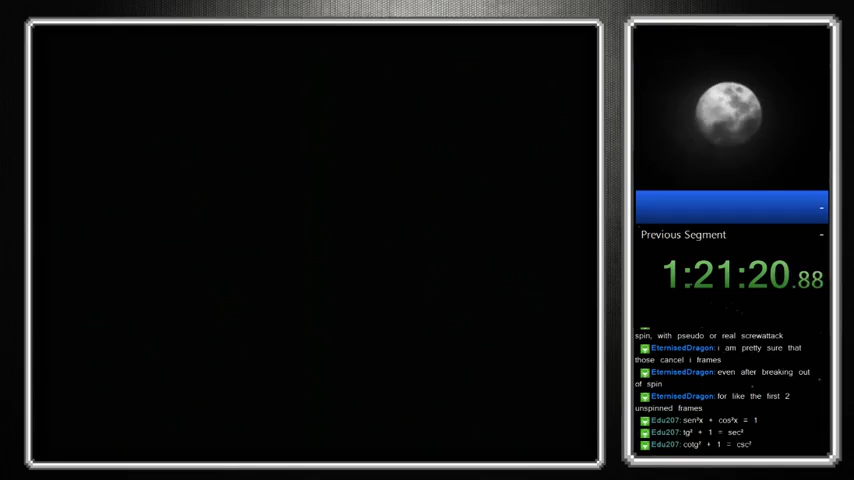 -
Previous Segment -
1:21:20.88
spin, with pseudo or real screwattack
EternisedDragon: i am pretty sure that
those cancel i frames
EternisedDragon: even after breaking out
of spin
EternisedDragon: for like the first 2
unspinned frames
Edu207: sen²x + cos²x = 1
Edu207: tg² + 1 = sec²
Edu207: cotg² + 1 = csc²